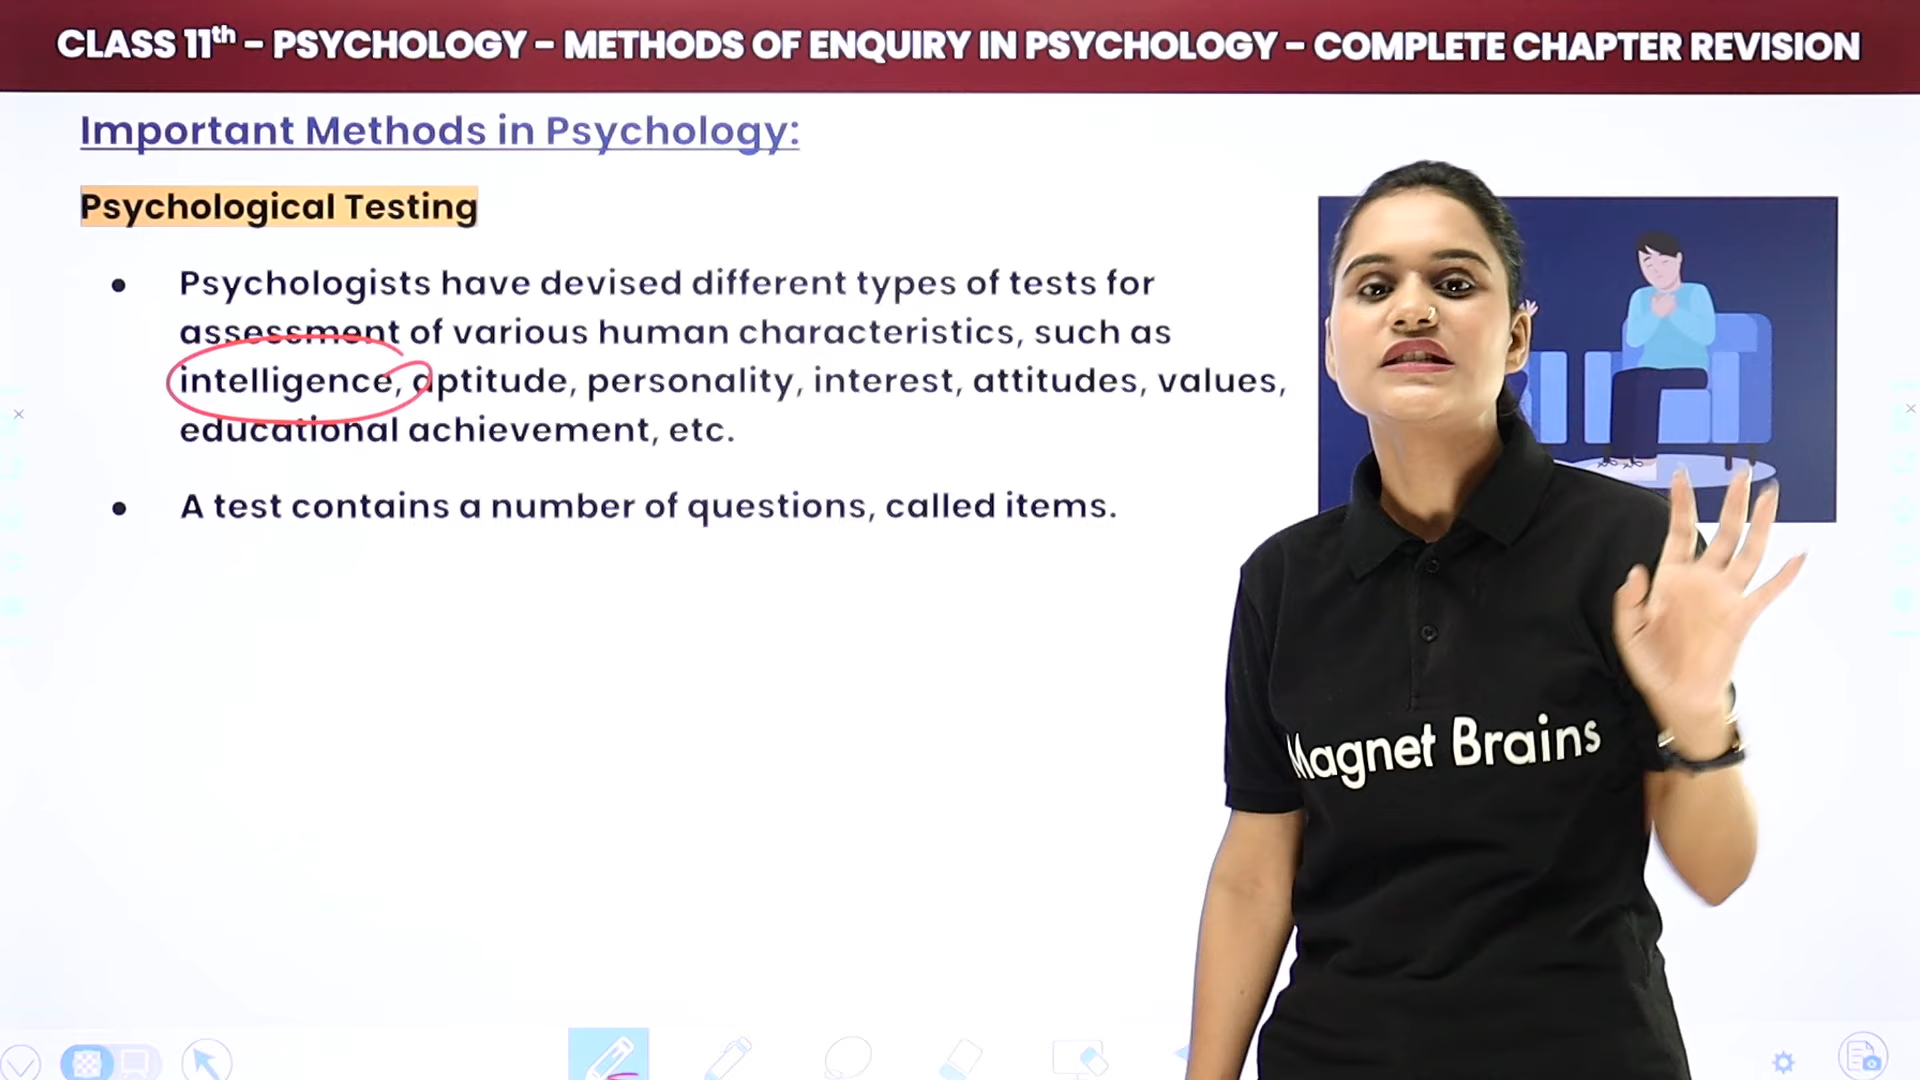 CLASS 11th – PSYCHOLOGY – METHODS OF ENQUIRY IN PSYCHOLOGY – COMPLETE CHAPTER REVISION
Important Methods in Psychology:
Psychological Testing
• Psychologists have devised different types of tests for
assessment of various human characteristics, such as
intelligence, aptitude, personality, interest, attitudes, values,
educational achievement, etc.
• A test contains a number of questions, called items.
Magnet Brains